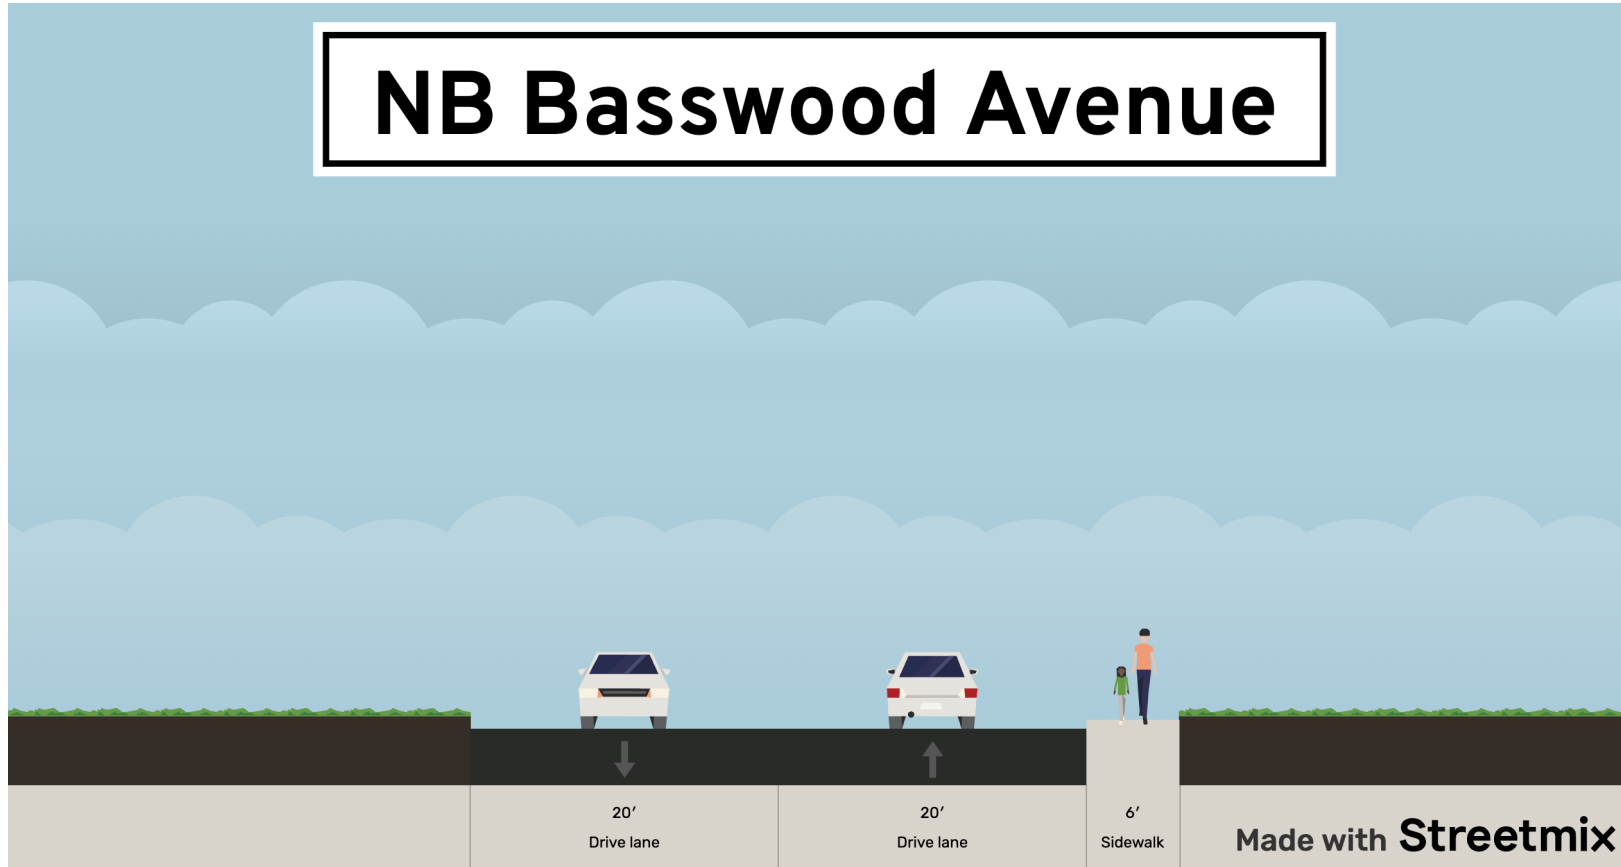 NB Basswood Avenue
20′
Drive lane
20′
Drive lane
6′
Sidewalk
Made with Streetmix